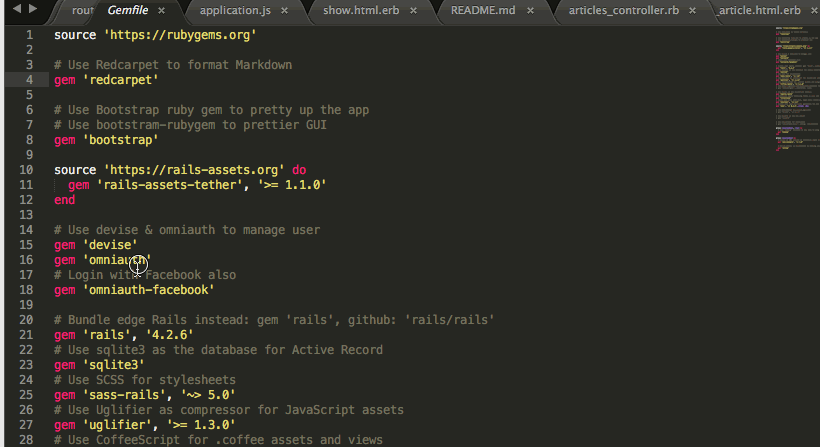 rout Gemfile × application.js × show.html.erb × README.md × articles_controller.rb × _article.html.erb ×
1 source 'https://rubygems.org'
2
3 # Use Redcarpet to format Markdown
4 gem 'redcarpet'
5
6 # Use Bootstrap ruby gem to pretty up the app
7 # Use bootstram-rubygem to prettier GUI
8 gem 'bootstrap'
9
10 source 'https://rails-assets.org' do
11 gem 'rails-assets-tether', '>= 1.1.0'
12 end
13
14 # Use devise & omniauth to manage user
15 gem 'devise'
16 gem 'omniauth'
17 # Login with Facebook also
18 gem 'omniauth-facebook'
19
20 # Bundle edge Rails instead: gem 'rails', github: 'rails/rails'
21 gem 'rails', '4.2.6'
22 # Use sqlite3 as the database for Active Record
23 gem 'sqlite3'
24 # Use SCSS for stylesheets
25 gem 'sass-rails', '~> 5.0'
26 # Use Uglifier as compressor for JavaScript assets
27 gem 'uglifier', '>= 1.3.0'
28 # Use CoffeeScript for .coffee assets and views